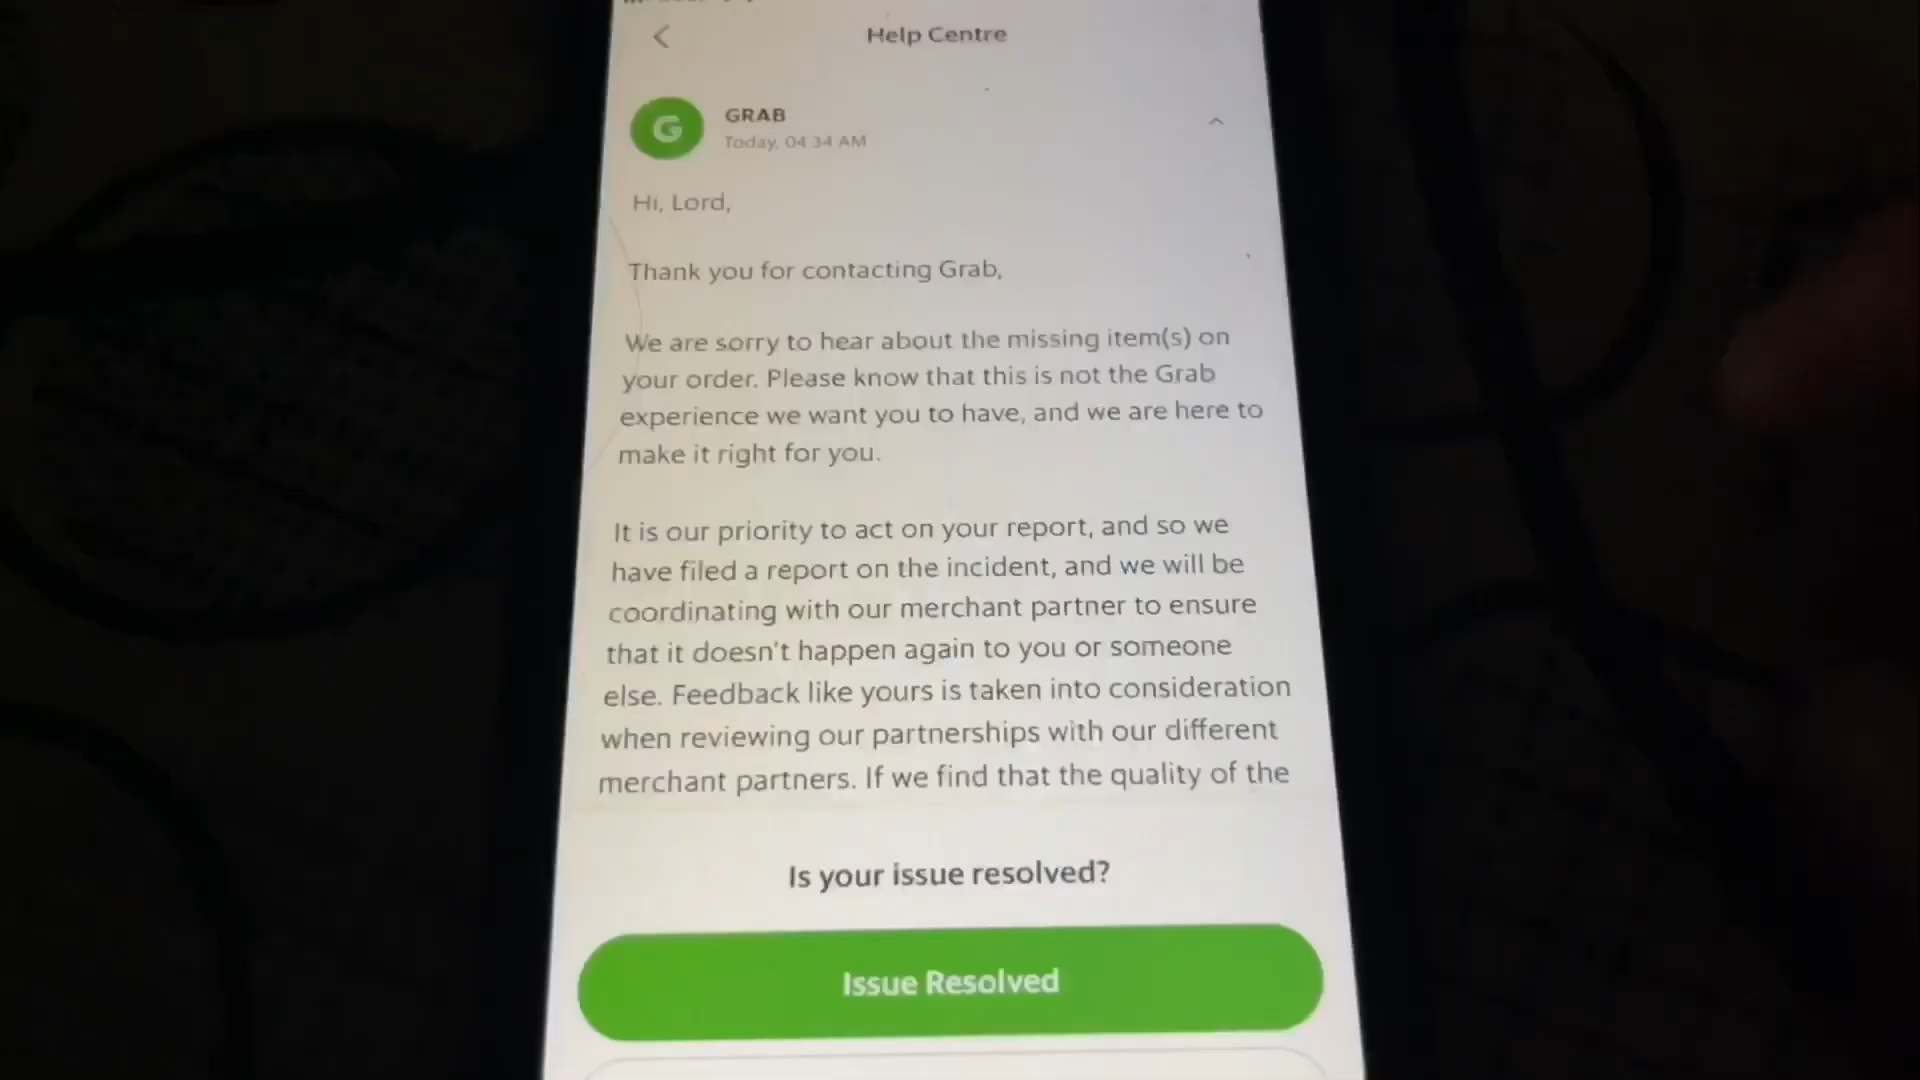 Help Centre
G
GRAB
Today, 04 34 AM
Hi, Lord,
Thank you for contacting Grab,
We are sorry to hear about the missing item(s) on
your order. Please know that this is not the Grab
experience we want you to have, and we are here to
make it right for you.
It is our priority to act on your report, and so we
have filed a report on the incident, and we will be
coordinating with our merchant partner to ensure
that it doesn't happen again to you or someone
else. Feedback like yours is taken into consideration
when reviewing our partnerships with our different
merchant partners. If we find that the quality of the
Is your issue resolved?
Issue Resolved